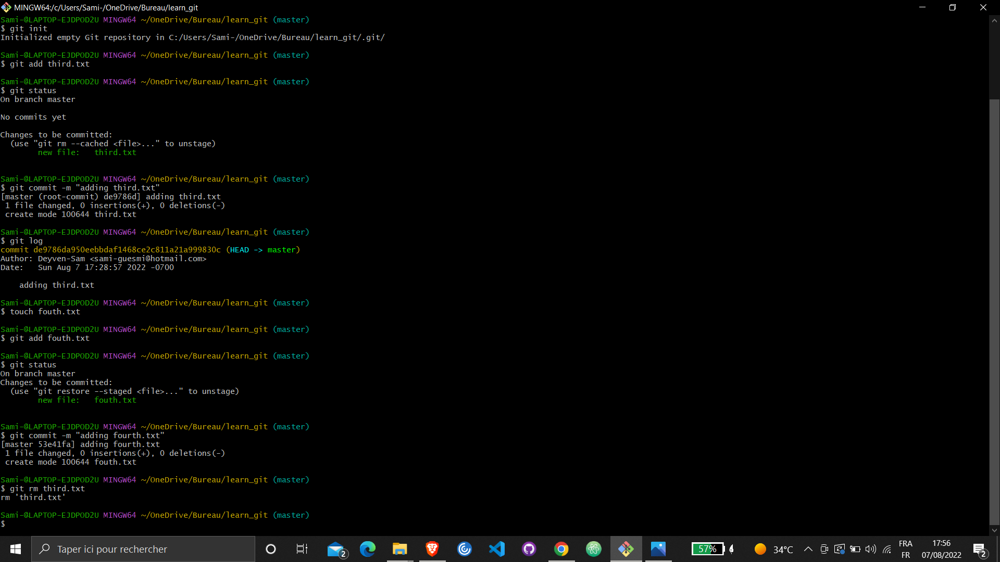 MINGW64:/c/Users/Sami-/OneDrive/Bureau/learn_git
Sami-@LAPTOP-EJDPOD2U MINGW64 ~/OneDrive/Bureau/learn_git (master)
$ git init
Initialized empty Git repository in C:/Users/Sami-/OneDrive/Bureau/learn_git/.git/
Sami-@LAPTOP-EJDPOD2U MINGW64 ~/OneDrive/Bureau/learn_git (master)
$ git add third.txt
Sami-@LAPTOP-EJDPOD2U MINGW64 ~/OneDrive/Bureau/learn_git (master)
$ git status
On branch master
No commits yet
Changes to be committed:
  (use "git rm --cached <file>..." to unstage)
        new file:   third.txt
Sami-@LAPTOP-EJDPOD2U MINGW64 ~/OneDrive/Bureau/learn_git (master)
$ git commit -m "adding third.txt"
[master (root-commit) de9786d] adding third.txt
 1 file changed, 0 insertions(+), 0 deletions(-)
 create mode 100644 third.txt
Sami-@LAPTOP-EJDPOD2U MINGW64 ~/OneDrive/Bureau/learn_git (master)
$ git log
commit de9786da950eebbdaf1468ce2c811a21a999830c (HEAD -> master)
Author: Deyven-Sam <sami-guesmi@hotmail.com>
Date:   Sun Aug 7 17:28:57 2022 -0700
    adding third.txt
Sami-@LAPTOP-EJDPOD2U MINGW64 ~/OneDrive/Bureau/learn_git (master)
$ touch fouth.txt
Sami-@LAPTOP-EJDPOD2U MINGW64 ~/OneDrive/Bureau/learn_git (master)
$ git add fouth.txt
Sami-@LAPTOP-EJDPOD2U MINGW64 ~/OneDrive/Bureau/learn_git (master)
$ git status
On branch master
Changes to be committed:
  (use "git restore --staged <file>..." to unstage)
        new file:   fouth.txt
Sami-@LAPTOP-EJDPOD2U MINGW64 ~/OneDrive/Bureau/learn_git (master)
$ git commit -m "adding fourth.txt"
[master 53e41fa] adding fourth.txt
 1 file changed, 0 insertions(+), 0 deletions(-)
 create mode 100644 fouth.txt
Sami-@LAPTOP-EJDPOD2U MINGW64 ~/OneDrive/Bureau/learn_git (master)
$ git rm third.txt
rm 'third.txt'
Sami-@LAPTOP-EJDPOD2U MINGW64 ~/OneDrive/Bureau/learn_git (master)
$
Taper ici pour rechercher
2
57%
34°C
FRA
FR
17:56
07/08/2022
2